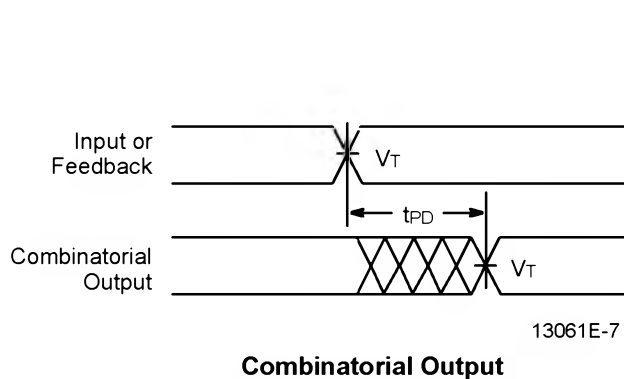 Input or
Feedback
VT
tPD
Combinatorial
Output
VT
13061E-7
Combinatorial Output